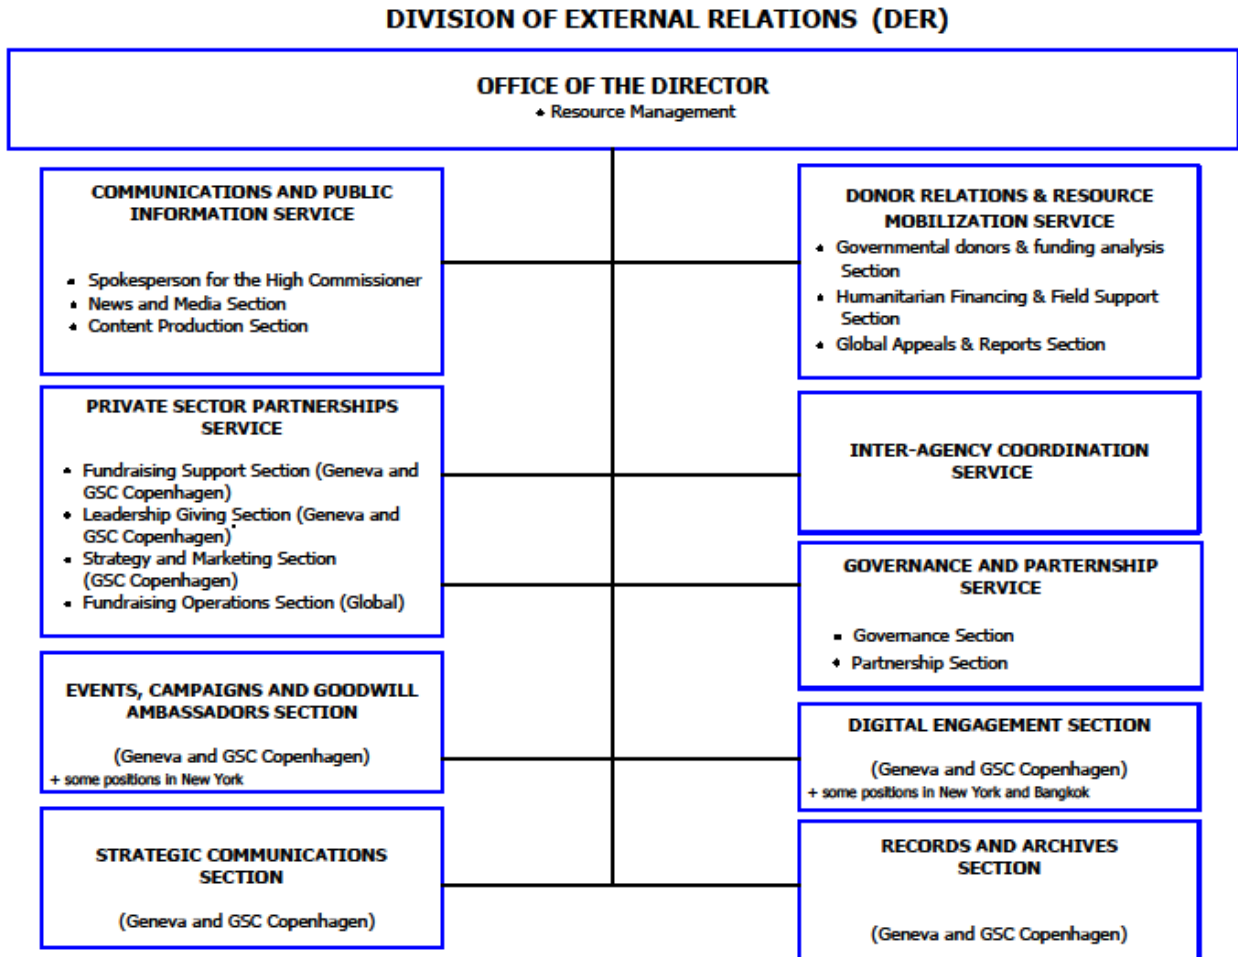 DIVISION OF EXTERNAL RELATIONS (DER)
OFFICE OF THE DIRECTOR
Resource Management
COMMUNICATIONS AND PUBLIC
INFORMATION SERVICE
Spokesperson for the High Commissioner
News and Media Section
Content Production Section
DONOR RELATIONS & RESOURCE
MOBILIZATION SERVICE
Governmental donors & funding analysis
Section
Humanitarian Financing & Field Support
Section
Global Appeals & Reports Section
PRIVATE SECTOR PARTNERSHIPS
SERVICE
Fundraising Support Section (Geneva and
GSC Copenhagen)
Leadership Giving Section (Geneva and
GSC Copenhagen)
Strategy and Marketing Section
(GSC Copenhagen)
Fundraising Operations Section (Global)
INTER-AGENCY COORDINATION
SERVICE
GOVERNANCE AND PARTERNSHIP
SERVICE
Governance Section
Partnership Section
EVENTS, CAMPAIGNS AND GOODWILL
AMBASSADORS SECTION
(Geneva and GSC Copenhagen)
+ some positions in New York
DIGITAL ENGAGEMENT SECTION
(Geneva and GSC Copenhagen)
+ some positions in New York and Bangkok
STRATEGIC COMMUNICATIONS
SECTION
(Geneva and GSC Copenhagen)
RECORDS AND ARCHIVES
SECTION
(Geneva and GSC Copenhagen)